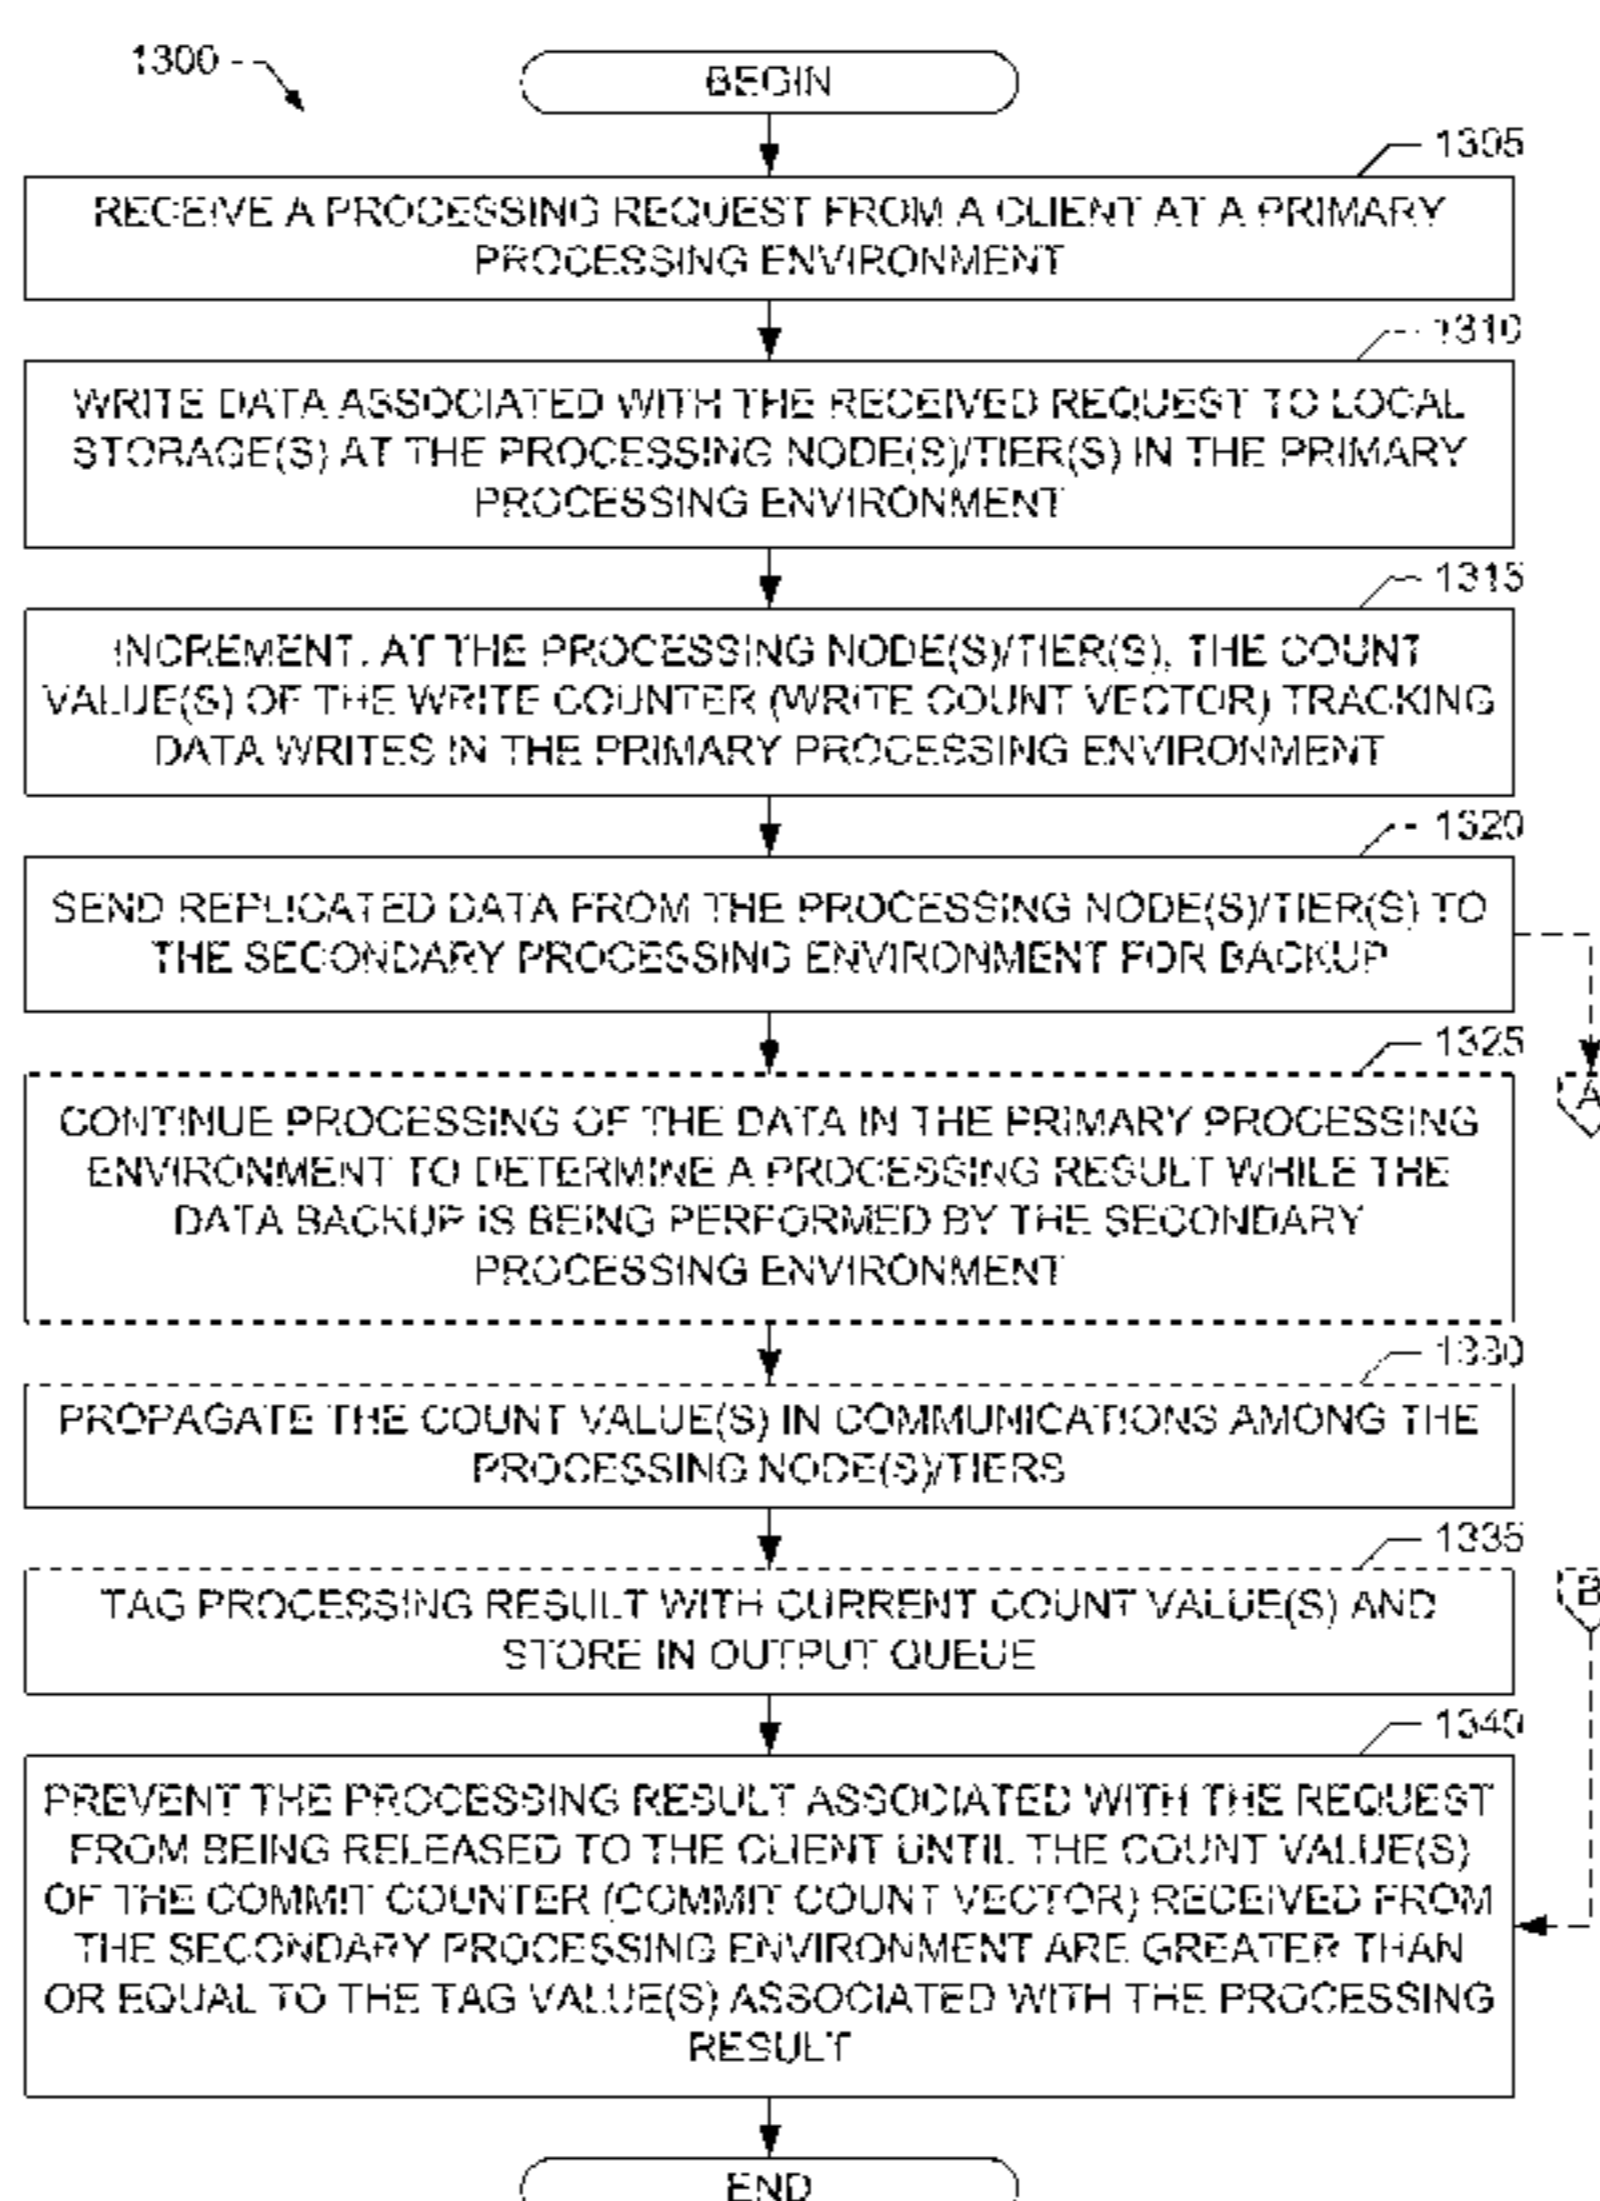 1300
BEGIN
1305
RECEIVE A PROCESSING REQUEST FROM A CLIENT AT A PRIMARY
PROCESSING ENVIRONMENT
1310
WRITE DATA ASSOCIATED WITH THE RECEIVED REQUEST TO LOCAL
STORAGE(S) AT THE PROCESSING NODE(S)/TIER(S) IN THE PRIMARY
PROCESSING ENVIRONMENT
1315
INCREMENT, AT THE PROCESSING NODE(S)/TIER(S), THE COUNT
VALUE(S) OF THE WRITE COUNTER (WRITE COUNT VECTOR) TRACKING
DATA WRITES IN THE PRIMARY PROCESSING ENVIRONMENT
1320
SEND REPLICATED DATA FROM THE PROCESSING NODE(S)/TIER(S) TO
THE SECONDARY PROCESSING ENVIRONMENT FOR BACKUP
1325
A
CONTINUE PROCESSING OF THE DATA IN THE PRIMARY PROCESSING
ENVIRONMENT TO DETERMINE A PROCESSING RESULT WHILE THE
DATA BACKUP IS BEING PERFORMED BY THE SECONDARY
PROCESSING ENVIRONMENT
1330
PROPAGATE THE COUNT VALUE(S) IN COMMUNICATIONS AMONG THE
PROCESSING NODE(S)/TIERS
1335
B
TAG PROCESSING RESULT WITH CURRENT COUNT VALUE(S) AND
STORE IN OUTPUT QUEUE
1340
PREVENT THE PROCESSING RESULT ASSOCIATED WITH THE REQUEST
FROM BEING RELEASED TO THE CLIENT UNTIL THE COUNT VALUE(S)
OF THE COMMIT COUNTER (COMMIT COUNT VECTOR) RECEIVED FROM
THE SECONDARY PROCESSING ENVIRONMENT ARE GREATER THAN
OR EQUAL TO THE TAG VALUE(S) ASSOCIATED WITH THE PROCESSING
RESULT
END